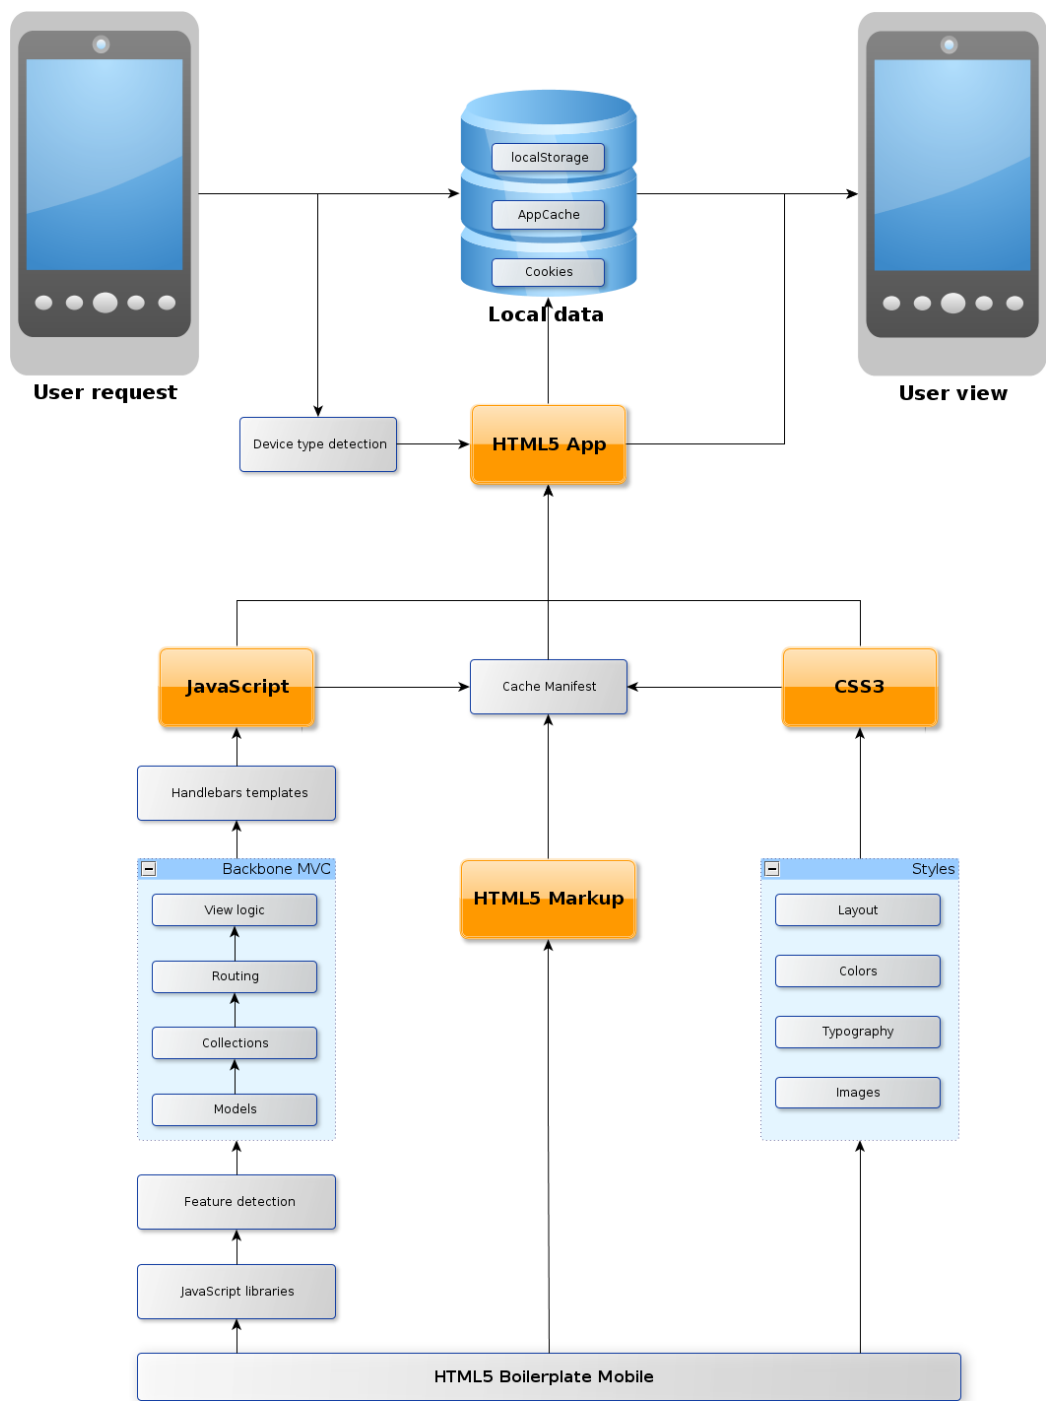 localStorage
AppCache
Cookies
Local data
User request
User view
Device type detection
HTML5 App
JavaScript
Cache Manifest
CSS3
Handlebars templates
Backbone MVC
Styles
HTML5 Markup
View logic
Layout
Routing
Colors
Collections
Typography
Models
Images
Feature detection
JavaScript libraries
HTML5 Boilerplate Mobile